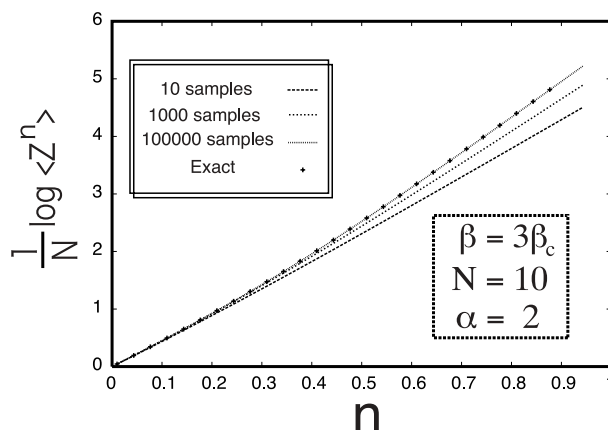 6
5
4
3
2
1
0
1/N log <Z^n>
10 samples
1000 samples
100000 samples
Exact
β = 3β_c
N = 10
α = 2
0 0.1 0.2 0.3 0.4 0.5 0.6 0.7 0.8 0.9 1
n